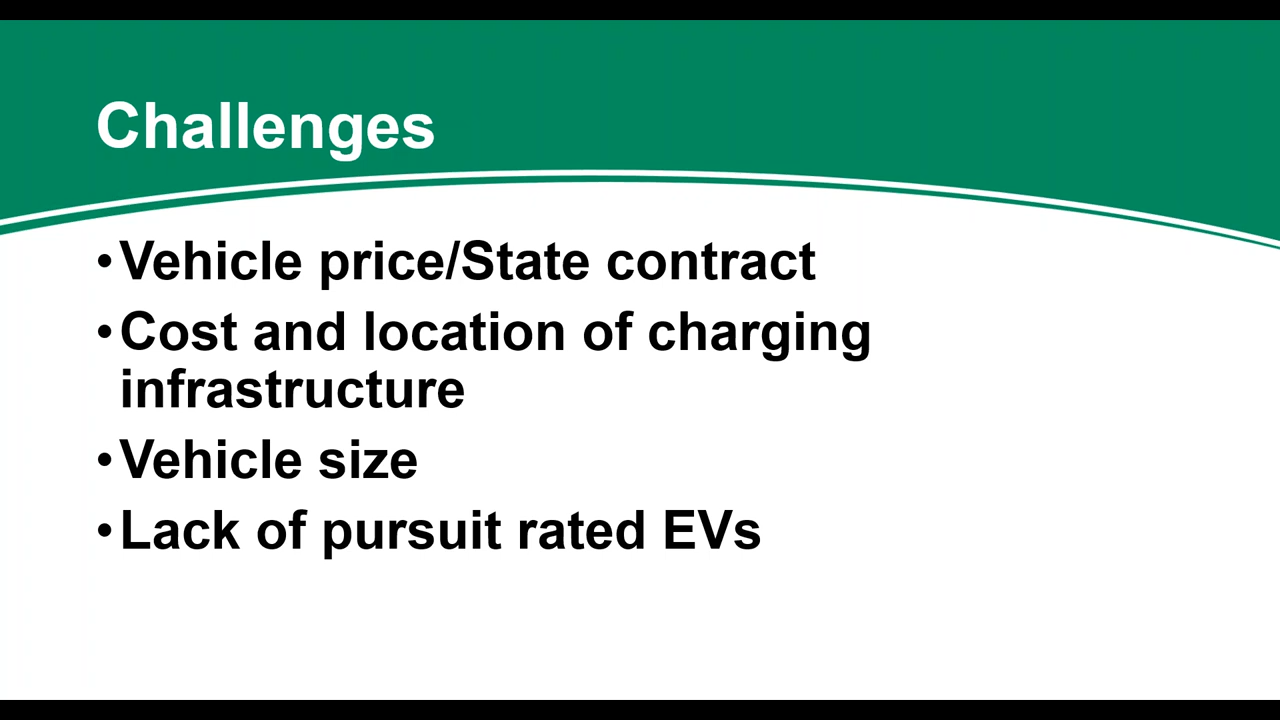 Challenges
•Vehicle price/State contract
•Cost and location of charging
infrastructure
•Vehicle size
•Lack of pursuit rated EVs